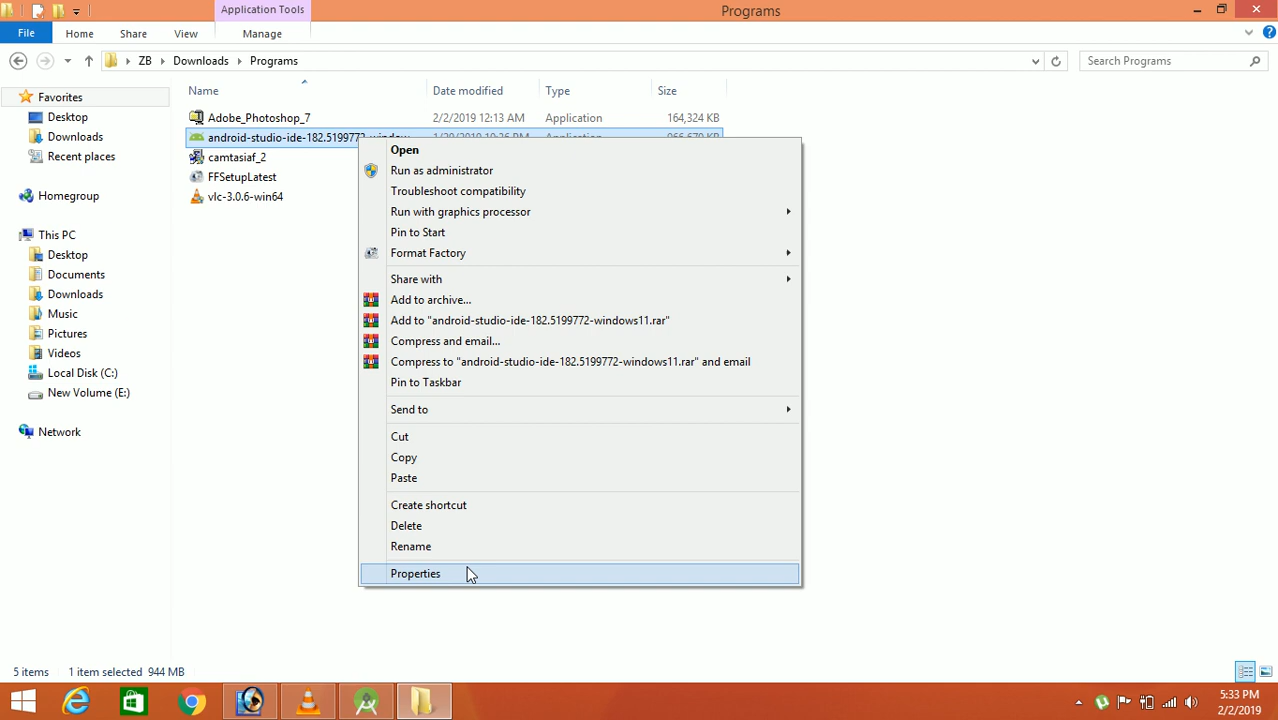 Application Tools
Programs
File
Home
Share
View
Manage
ZB
Downloads
Programs
Search Programs
Name
Date modified
Type
Size
Favorites
Desktop
Downloads
Recent places
Homegroup
This PC
Desktop
Documents
Downloads
Music
Pictures
Videos
Local Disk (C:)
New Volume (E:)
Network
Adobe_Photoshop_7
2/2/2019 12:13 AM
Application
164,324 KB
android-studio-ide-182.5199772-window
Application
camtasiaf_2
FFSetupLatest
vlc-3.0.6-win64
Open
Run as administrator
Troubleshoot compatibility
Run with graphics processor
Pin to Start
Format Factory
Share with
Add to archive...
Add to "android-studio-ide-182.5199772-windows11.rar"
Compress and email...
Compress to "android-studio-ide-182.5199772-windows11.rar" and email
Pin to Taskbar
Send to
Cut
Copy
Paste
Create shortcut
Delete
Rename
Properties
5 items
1 item selected 944 MB
5:33 PM
2/2/2019